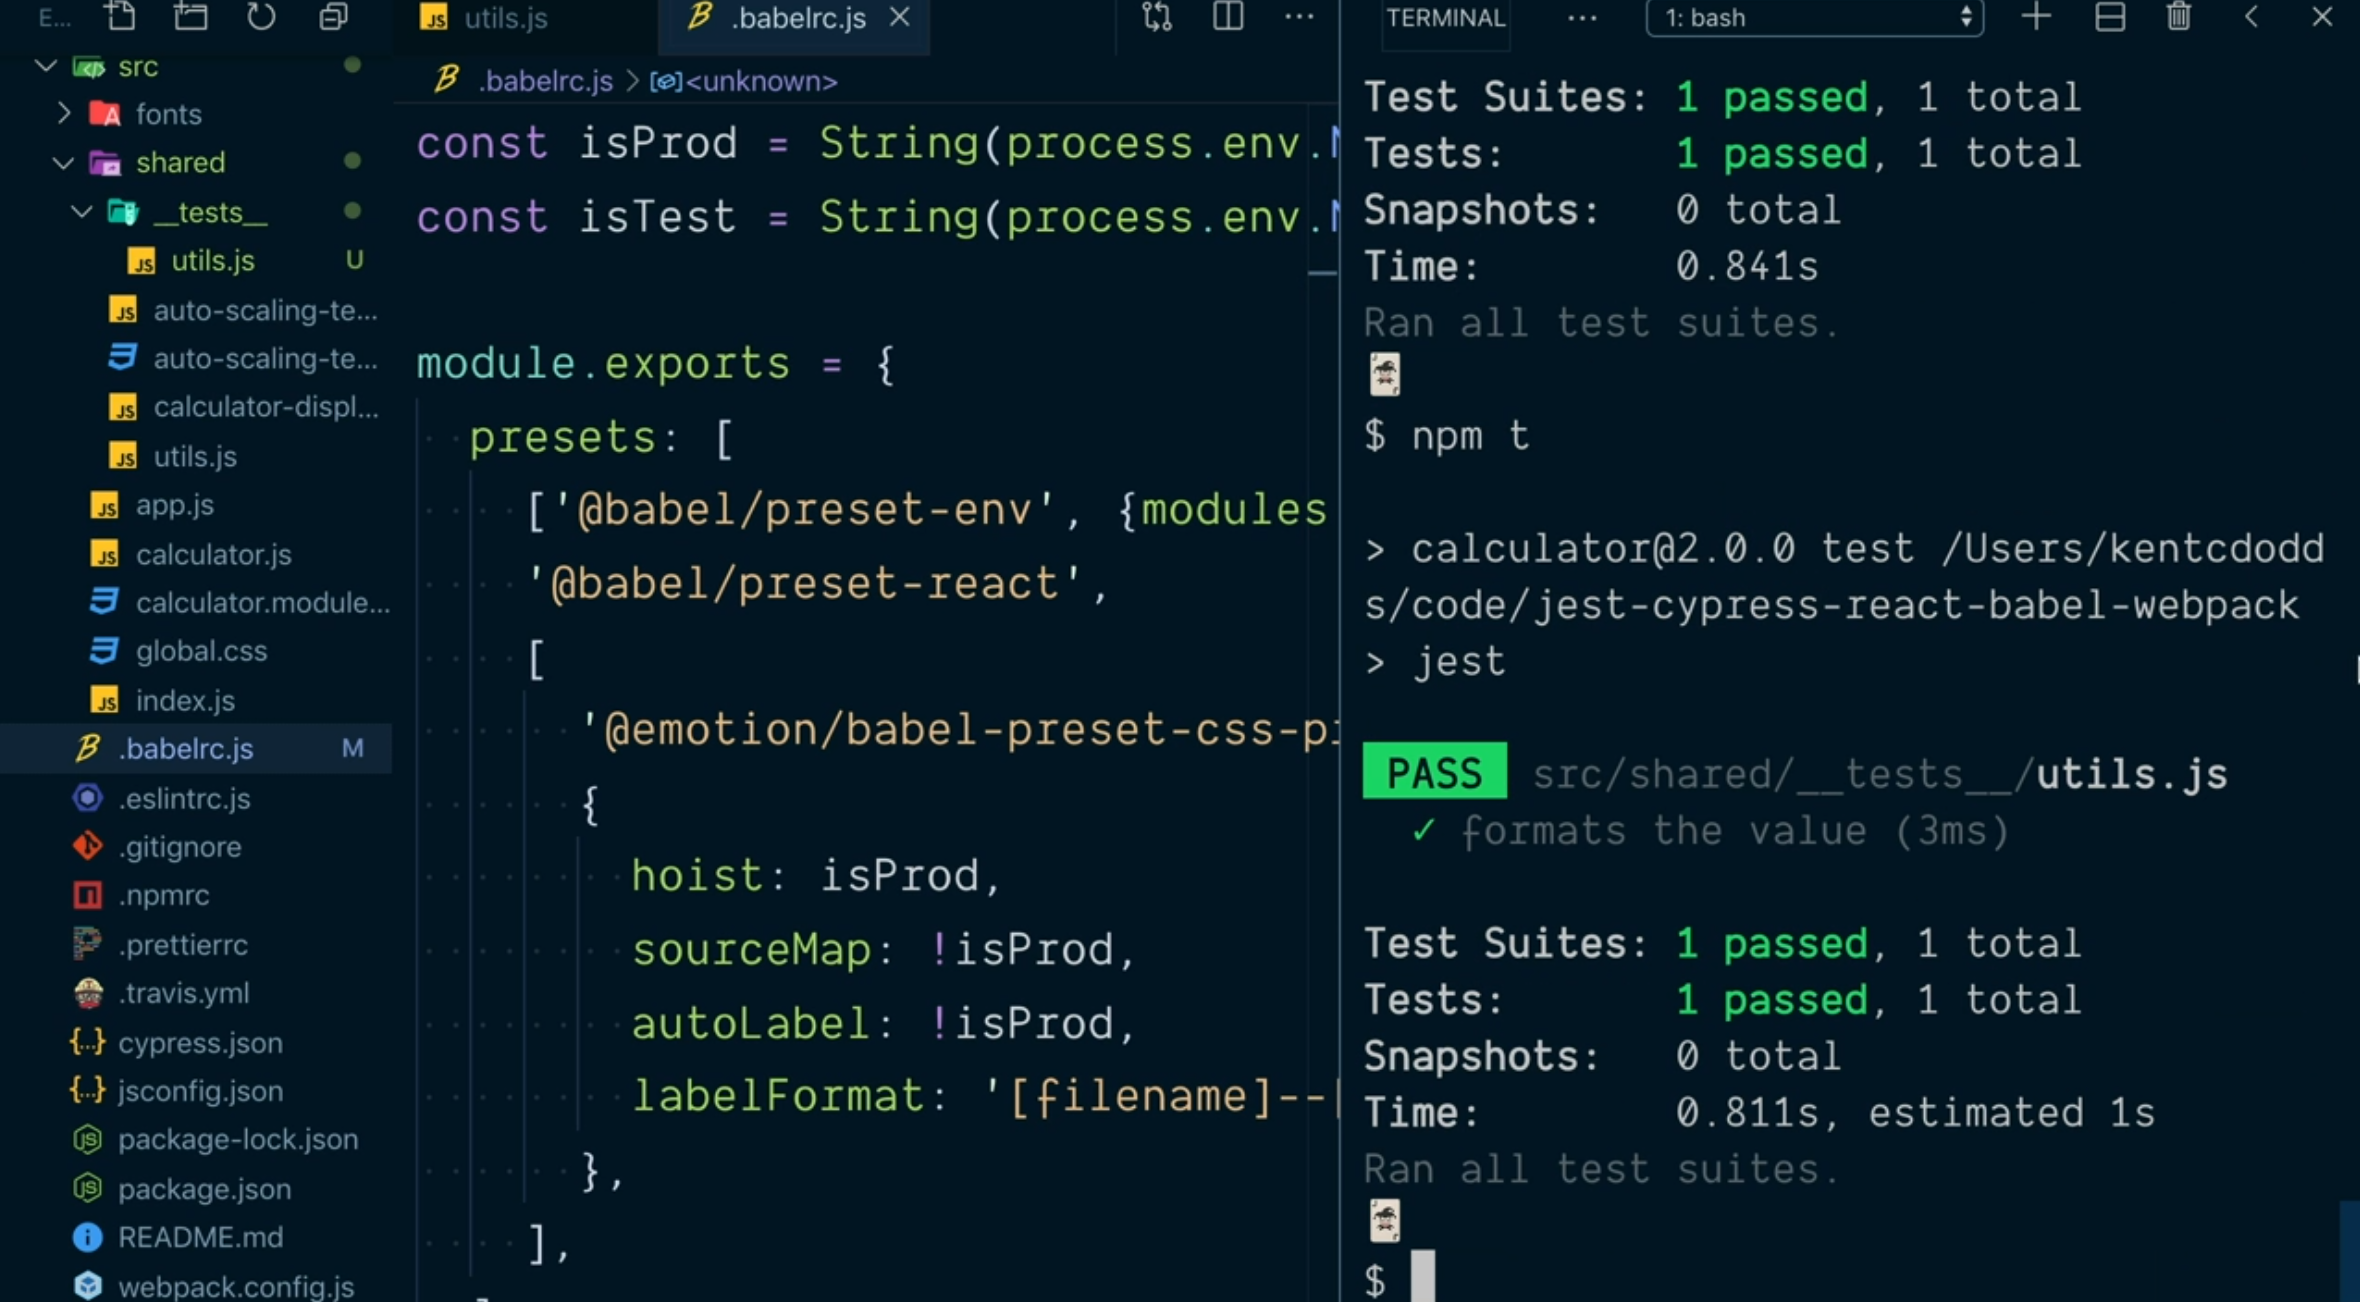 E...
src
fonts
shared
__tests__
utils.js U
auto-scaling-te...
auto-scaling-te...
calculator-displ...
utils.js
app.js
calculator.js
calculator.module...
global.css
index.js
.babelrc.js M
.eslintrc.js
.gitignore
.npmrc
.prettierrc
.travis.yml
cypress.json
jsconfig.json
package-lock.json
package.json
README.md
webpack.config.js
utils.js
.babelrc.js
.babelrc.js > <unknown>
const isProd = String(process.env.
const isTest = String(process.env.
module.exports = {
presets: [
['@babel/preset-env', {modules
'@babel/preset-react',
[
'@emotion/babel-preset-css-p
{
hoist: isProd,
sourceMap: !isProd,
autoLabel: !isProd,
labelFormat: '[filename]--
},
],
TERMINAL ... 1: bash
Test Suites: 1 passed, 1 total
Tests: 1 passed, 1 total
Snapshots: 0 total
Time: 0.841s
Ran all test suites.
$ npm t
> calculator@2.0.0 test /Users/kentcdodd
s/code/jest-cypress-react-babel-webpack
> jest
PASS src/shared/__tests__/utils.js
✓ formats the value (3ms)
Test Suites: 1 passed, 1 total
Tests: 1 passed, 1 total
Snapshots: 0 total
Time: 0.811s, estimated 1s
Ran all test suites.
$